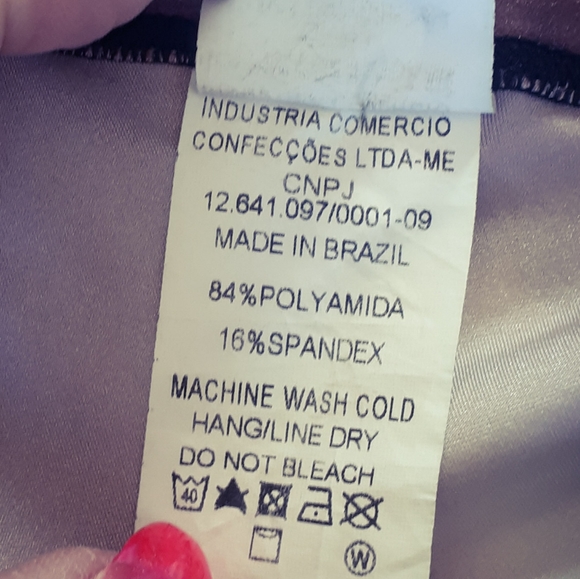 INDUSTRIA COMERCIO
CONFECÇÕES LTDA-ME
CNPJ
12.641.097/0001-09
MADE IN BRAZIL
84%POLYAMIDA
16%SPANDEX
MACHINE WASH COLD
HANG/LINE DRY
DO NOT BLEACH
40
W